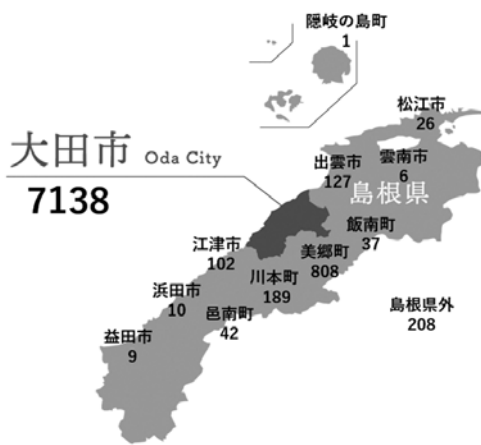 隠岐の島町
1
松江市
26
大田市 Oda City
7138
出雲市
127
雲南市
6
島根県
飯南町
37
江津市
102
美郷町
808
川本町
189
浜田市
10
邑南町
42
島根県外
208
益田市
9